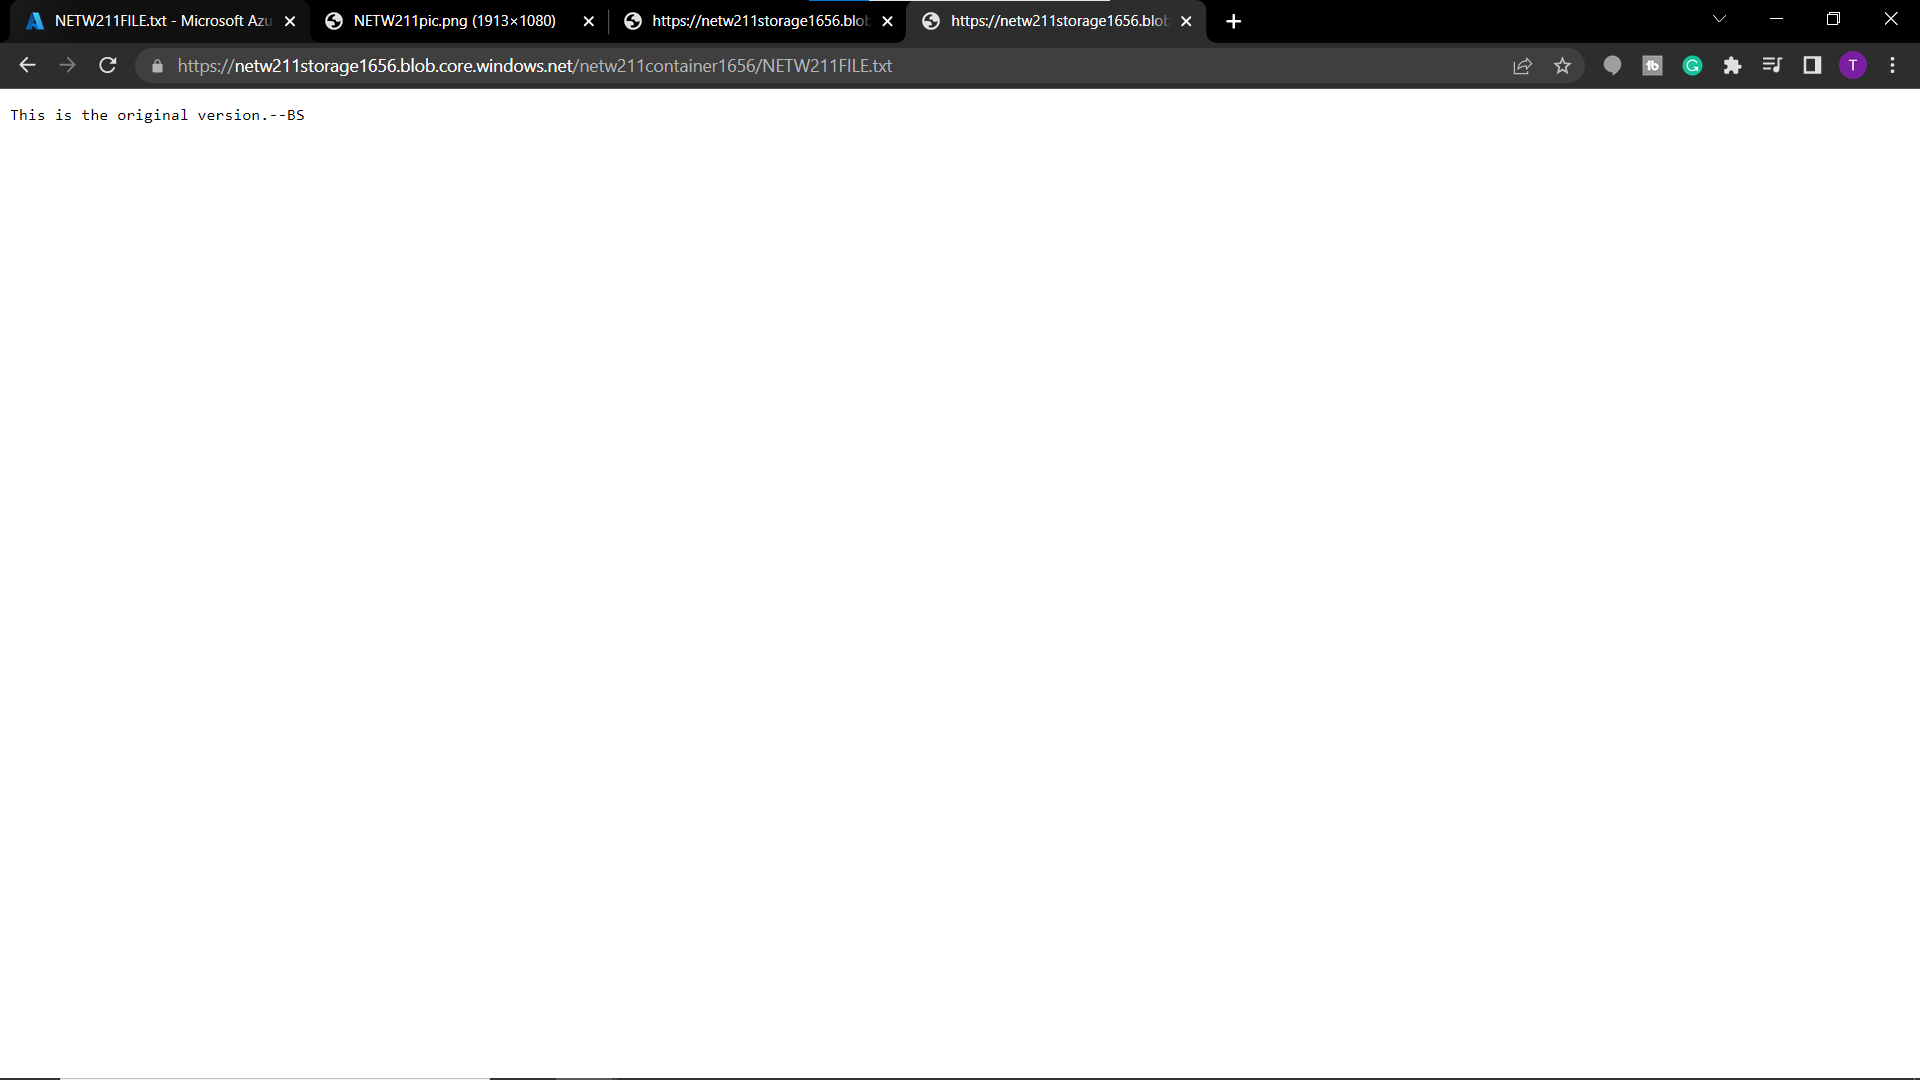 NETW211FILE.txt - Microsoft Azu
NETW211pic.png (1913×1080)
https://netw211storage1656.blob
https://netw211storage1656.blob
https://netw211storage1656.blob.core.windows.net/netw211container1656/NETW211FILE.txt
T
This is the original version.--BS